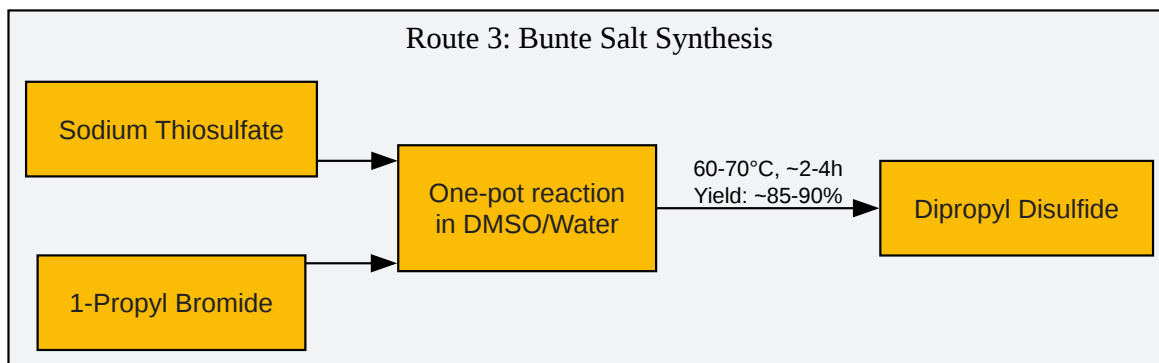 Route 3: Bunte Salt Synthesis
Sodium Thiosulfate
1-Propyl Bromide
One-pot reaction
in DMSO/Water
60-70°C, ~2-4h
Yield: ~85-90%
Dipropyl Disulfide